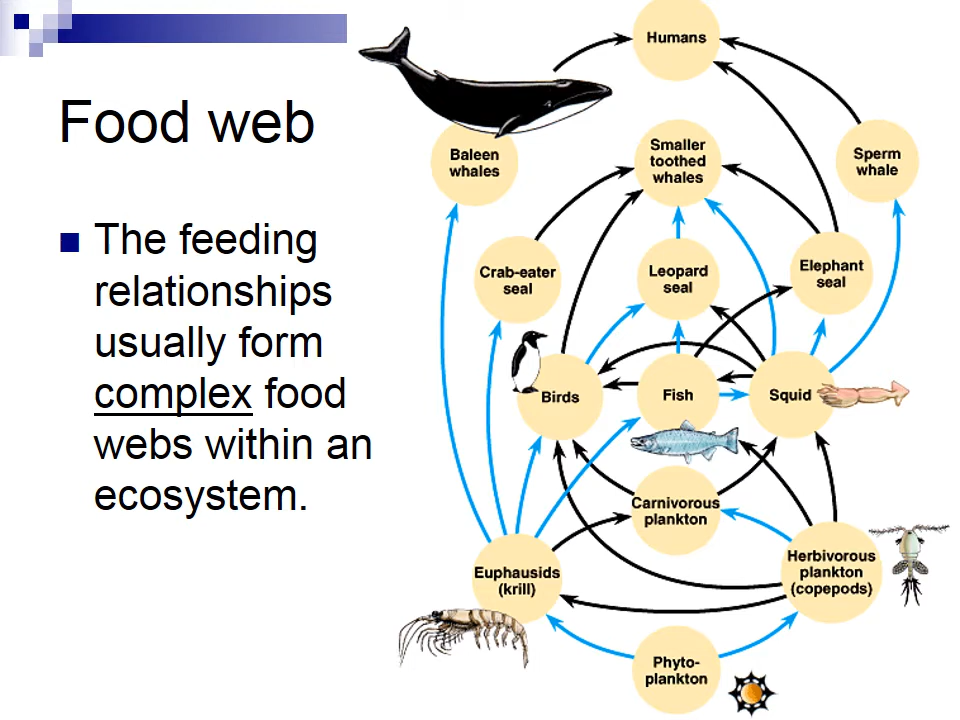 Food web
The feeding
relationships
usually form
complex food
webs within an
ecosystem.
Humans
Baleen
whales
Smaller
toothed
whales
Sperm
whale
Crab-eater
seal
Leopard
seal
Elephant
seal
Birds
Fish
Squid
Carnivorous
plankton
Euphausids
(krill)
Herbivorous
plankton
(copepods)
Phyto-
plankton